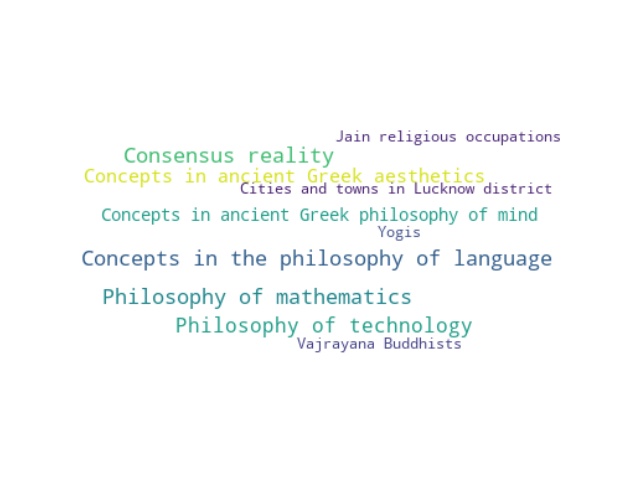 Jain religious occupations
Consensus reality
Concepts in ancient Greek aesthetics
Cities and towns in Lucknow district
Concepts in ancient Greek philosophy of mind
Yogis
Concepts in the philosophy of language
Philosophy of mathematics
Philosophy of technology
Vajrayana Buddhists